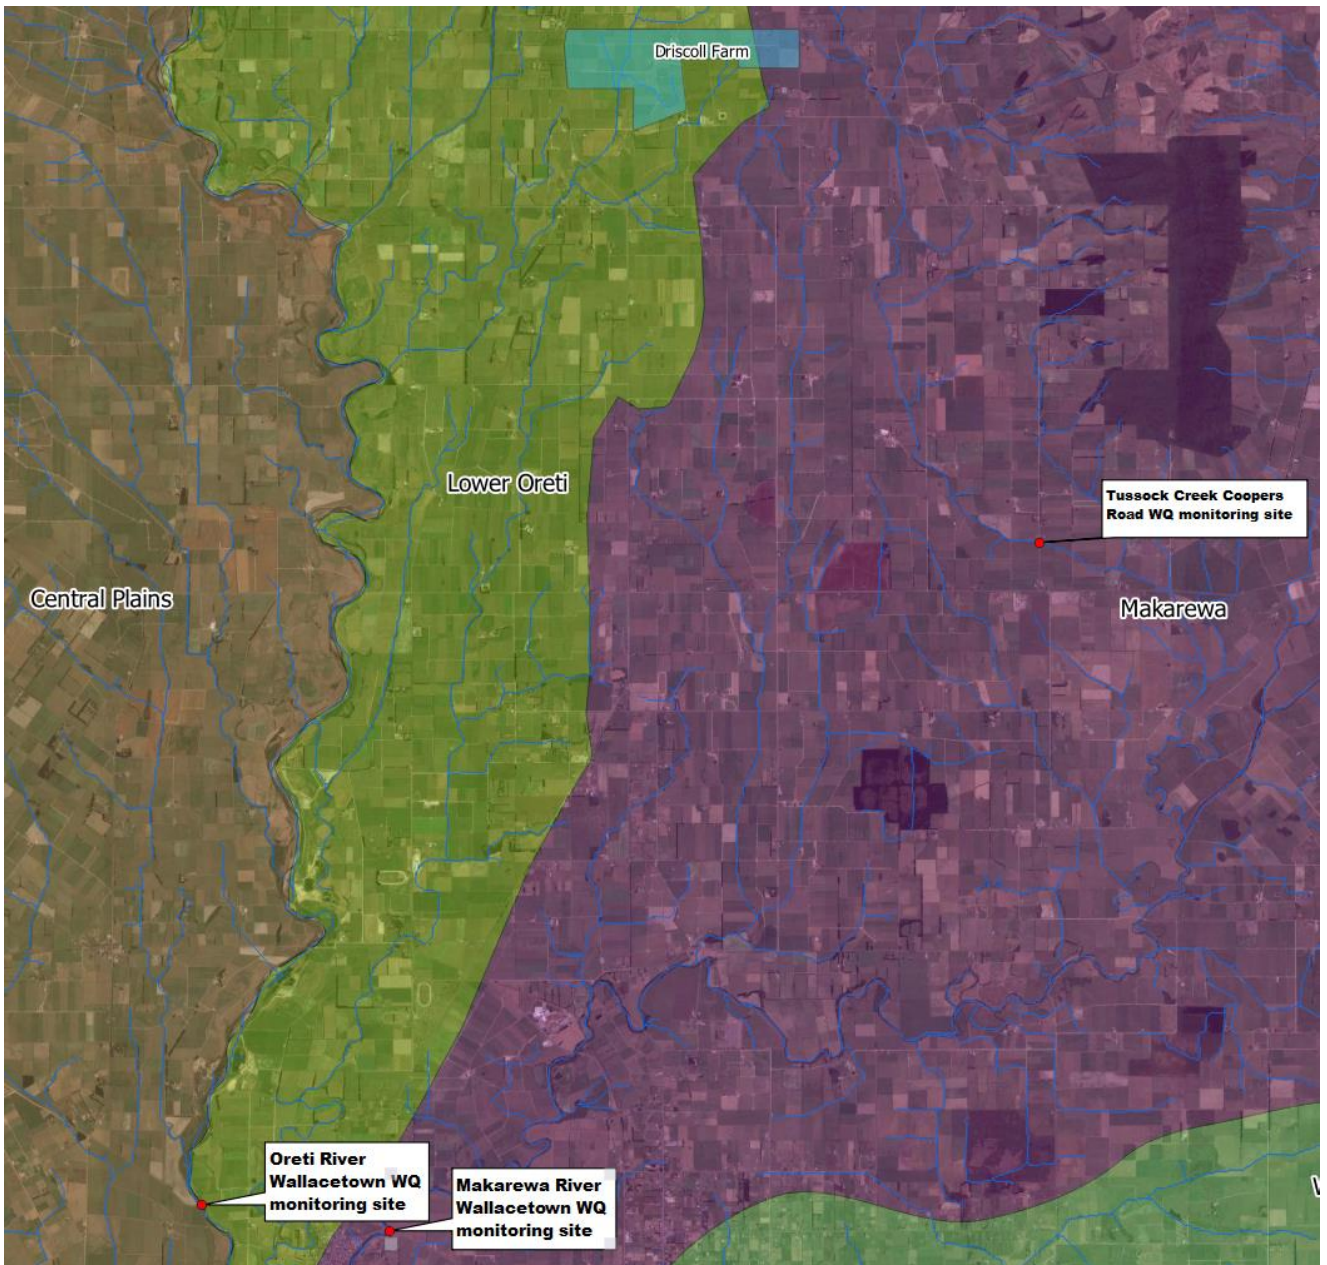 Driscoll Farm
Lower Oreti
Tussock Creek Coopers
Road WQ monitoring site
Central Plains
Makarewa
Oreti River
Wallacetown WQ
monitoring site
Makarewa River
Wallacetown WQ
monitoring site